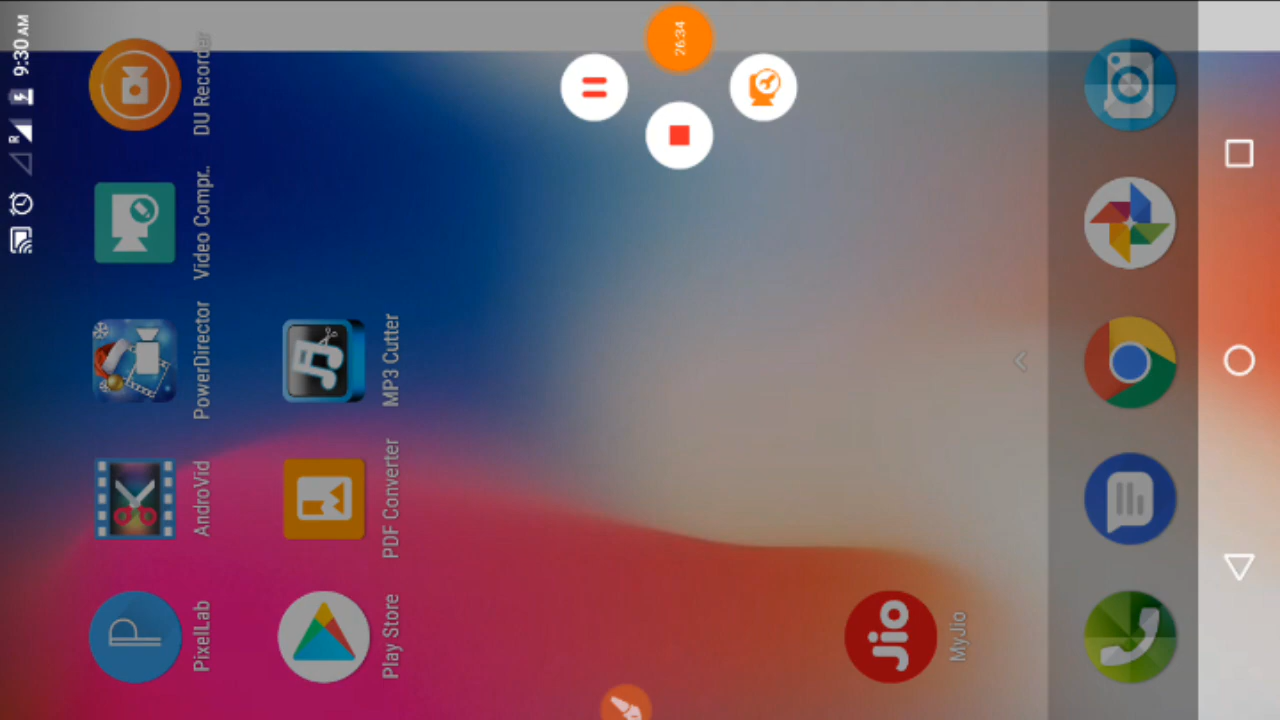 9:30 AM
R
26:34
PixelLab
AndroVid
PowerDirector
Video Compr..
DU Recorder
Play Store
PDF Converter
MP3 Cutter
Jio
MyJio